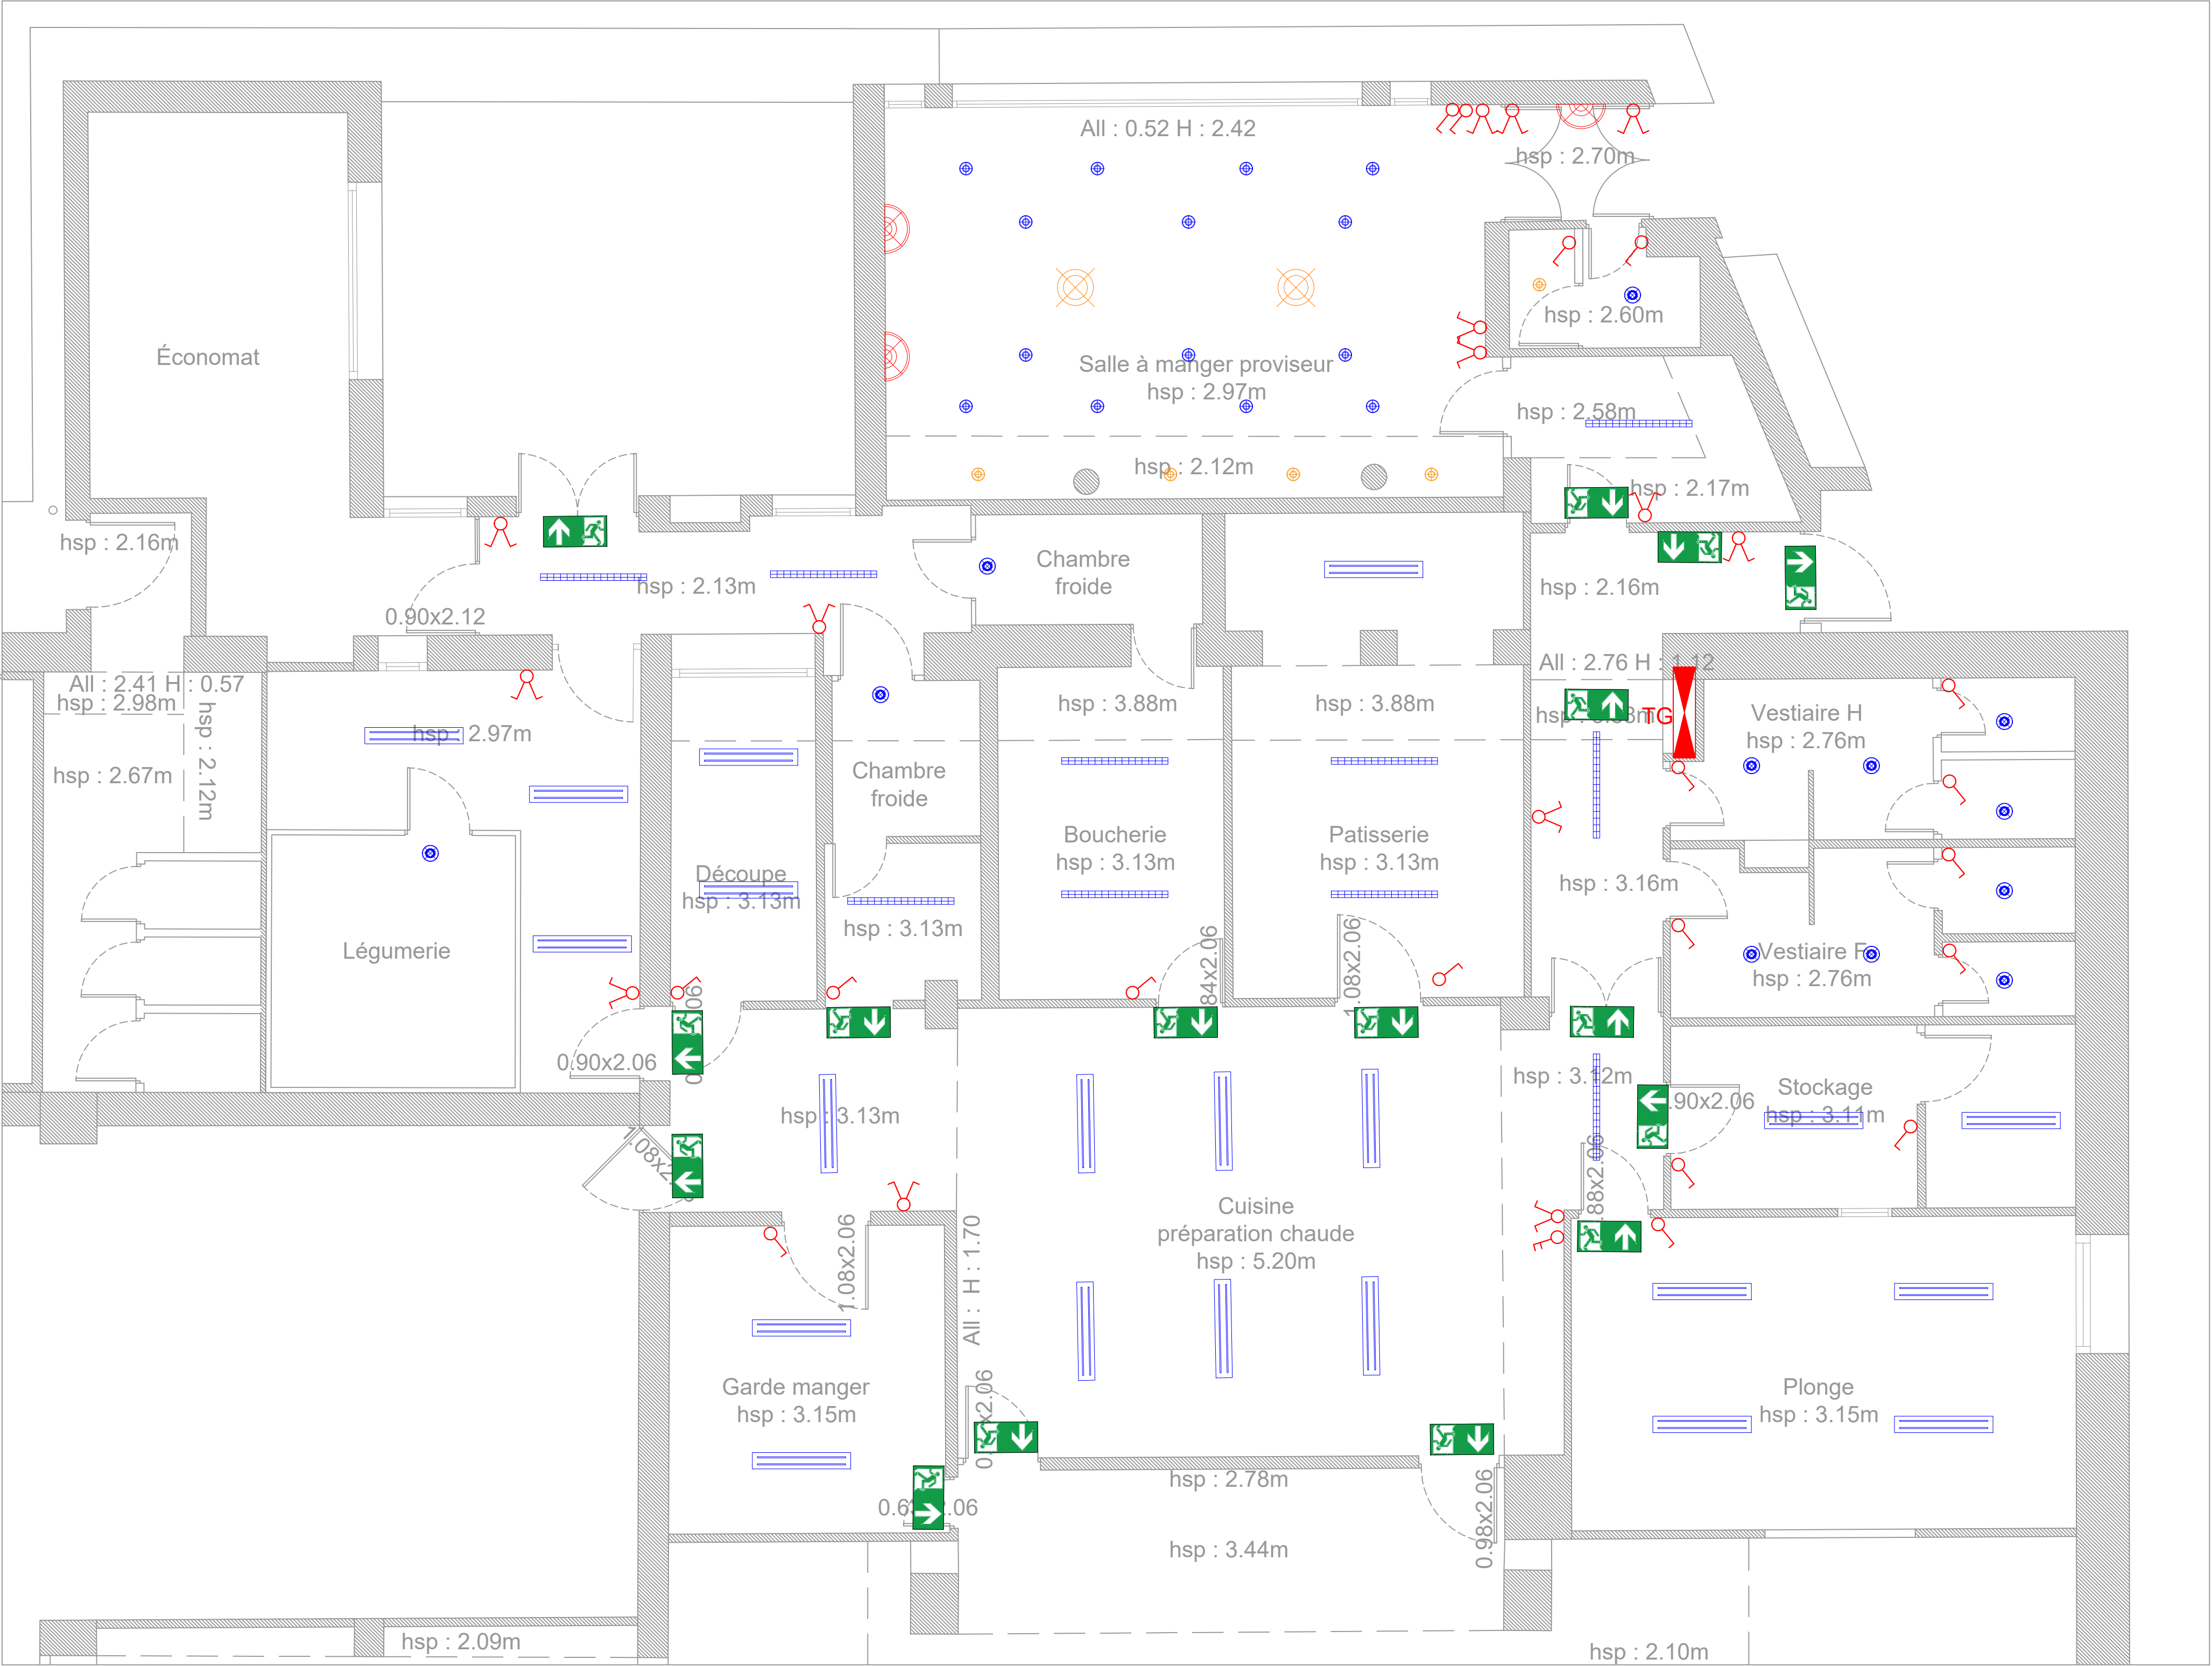 All : 0.52 H : 2.42
hsp : 2.70m
hsp : 2.60m
Économat
Salle à manger proviseur
hsp : 2.97m
hsp : 2.58m
hsp : 2.12m
hsp : 2.17m
hsp : 2.16m
hsp : 2.13m
Chambre
froide
hsp : 2.16m
0.90x2.12
All : 2.41 H : 0.57
hsp : 2.98m
hsp : 2.12m
hsp : 2.97m
hsp : 2.67m
hsp : 3.88m
hsp : 3.88m
All : 2.76 H : 1.12
TG
Vestiaire H
hsp : 2.76m
Chambre
froide
Découpe
hsp : 3.13m
Boucherie
hsp : 3.13m
Patisserie
hsp : 3.13m
hsp : 3.16m
hsp : 3.13m
Légumerie
1.08x2.06
Vestiaire F
hsp : 2.76m
0.90x2.06
hsp : 3.13m
hsp : 3.12m
Stockage
hsp : 3.11m
Cuisine
préparation chaude
hsp : 5.20m
1.08x2.06
All : H : 1.70
Garde manger
hsp : 3.15m
Plonge
hsp : 3.15m
hsp : 2.78m
hsp : 3.44m
0.98x2.06
hsp : 2.09m
hsp : 2.10m